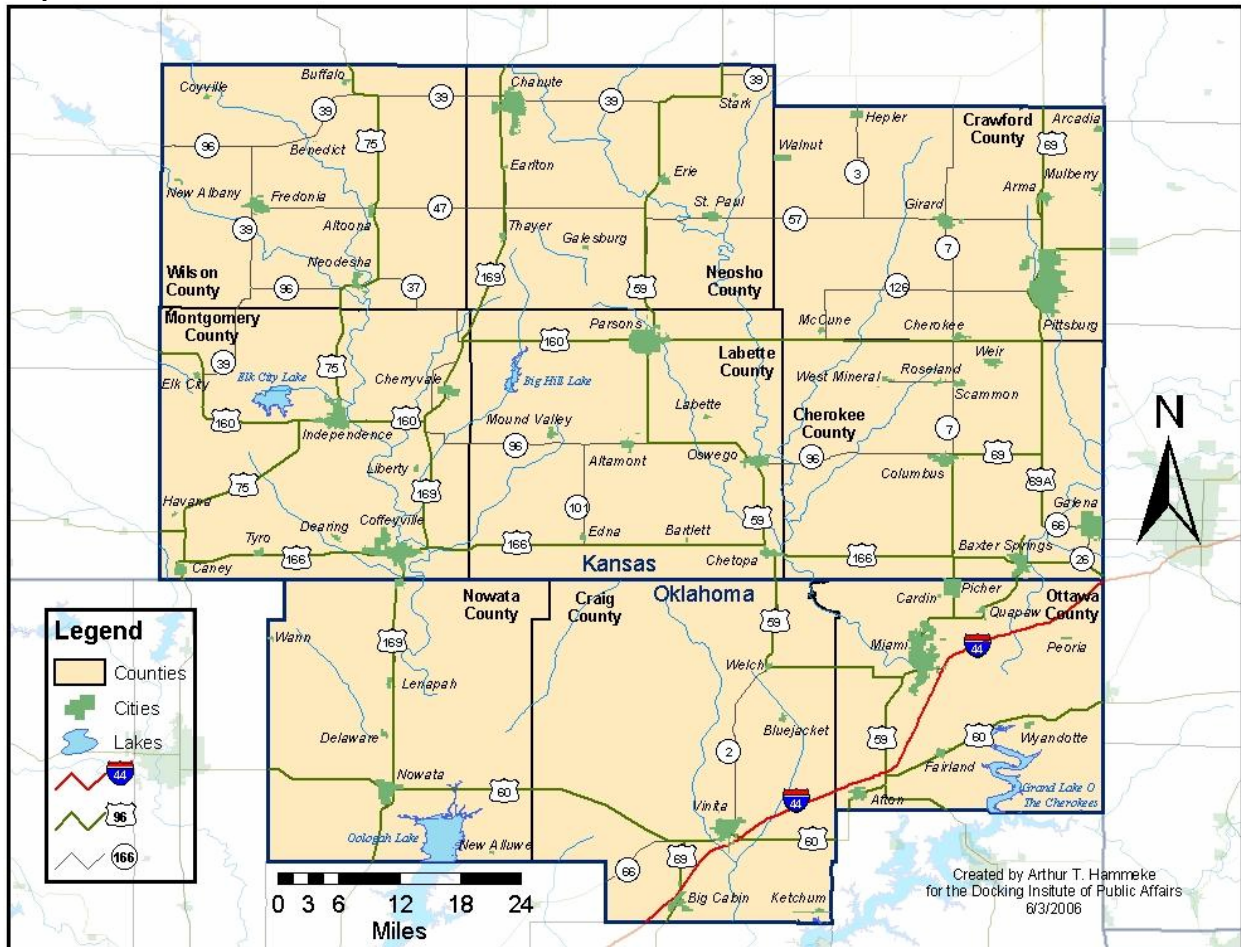 Buffalo
Coyville
Chanute
39
39
39
39
Stark
Hepler
Crawford
County
Arcadia
96
Benedict
75
Walnut
69
Earlton
Erie
3
Mulberry
Arma
New Albany
Fredonia
47
St. Paul
57
Girard
39
Altoona
Thayer
Galesburg
7
Neodesha
Wilson
County
96
37
169
59
Neosho
County
126
Montgomery
County
Parsons
McCune
Cherokee
Pittsburg
160
39
75
Labette
County
Weir
Elk City
Elk City Lake
Cherryvale
Big Hill Lake
West Mineral
Roseland
Scammon
160
160
Mound Valley
Labette
Cherokee
County
7
Independence
96
Altamont
Oswego
96
Columbus
69
75
Liberty
169
69A
Galena
Havana
Dearing
Coffeyville
101
59
66
Tyro
166
Edna
Bartlett
166
Chetopa
166
Baxter Springs
26
Caney
Kansas
Nowata
County
Craig
County
Oklahoma
Cardin
Picher
Quapaw
Ottawa
County
N
Legend
Counties
Cities
Lakes
44
96
166
Wann
169
59
Miami
44
Peoria
Lenapah
Welch
Delaware
Bluejacket
59
60
Wyandotte
2
Fairland
Nowata
60
44
Afton
Grand Lake O
The Cherokees
Vinita
Oologah Lake
New Alluwe
69
60
66
Big Cabin
Ketchum
0 3 6 12 18 24
Miles
Created by Arthur T. Hammeke
for the Docking Insitute of Public Affairs
6/3/2006